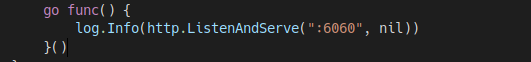 go func() {
    log.Info(http.ListenAndServe(":6060", nil))
}()